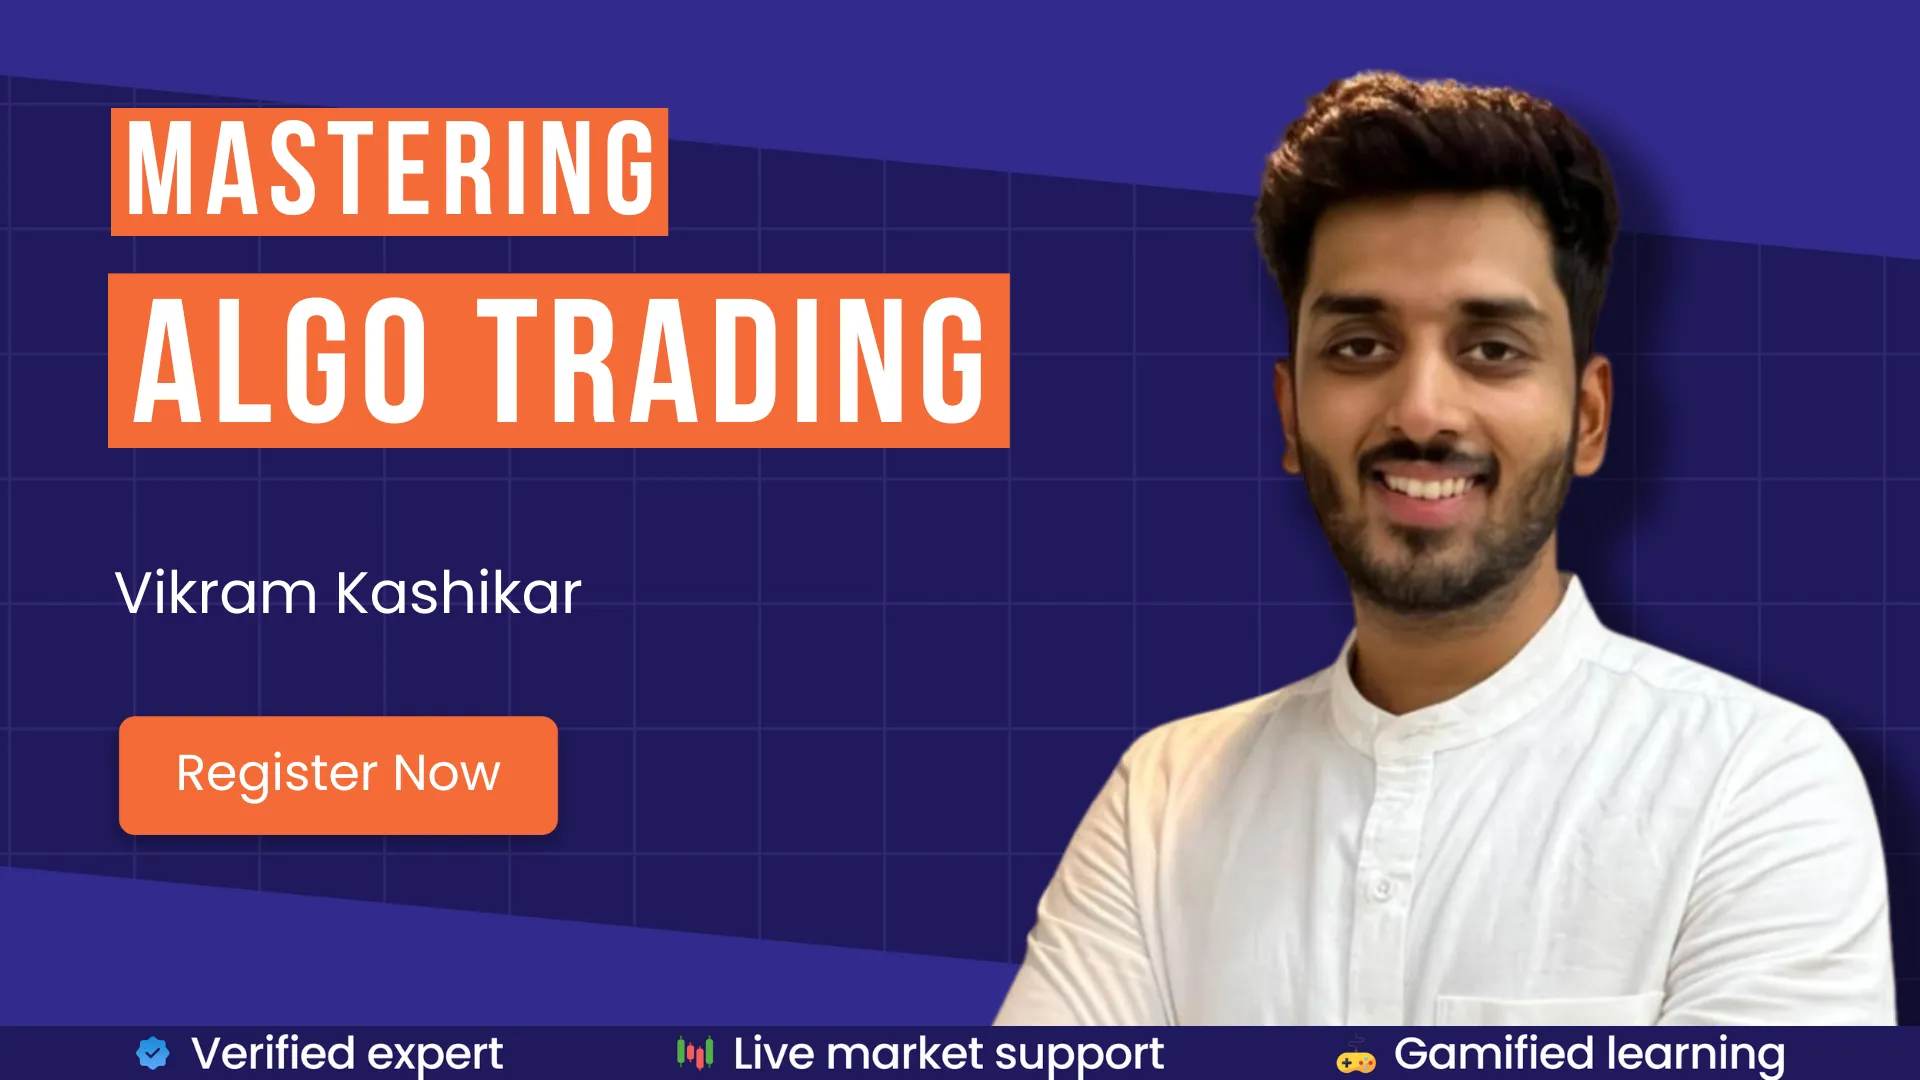 MASTERING
ALGO TRADING
Vikram Kashikar
Register Now
Verified expert
Live market support
Gamified learning